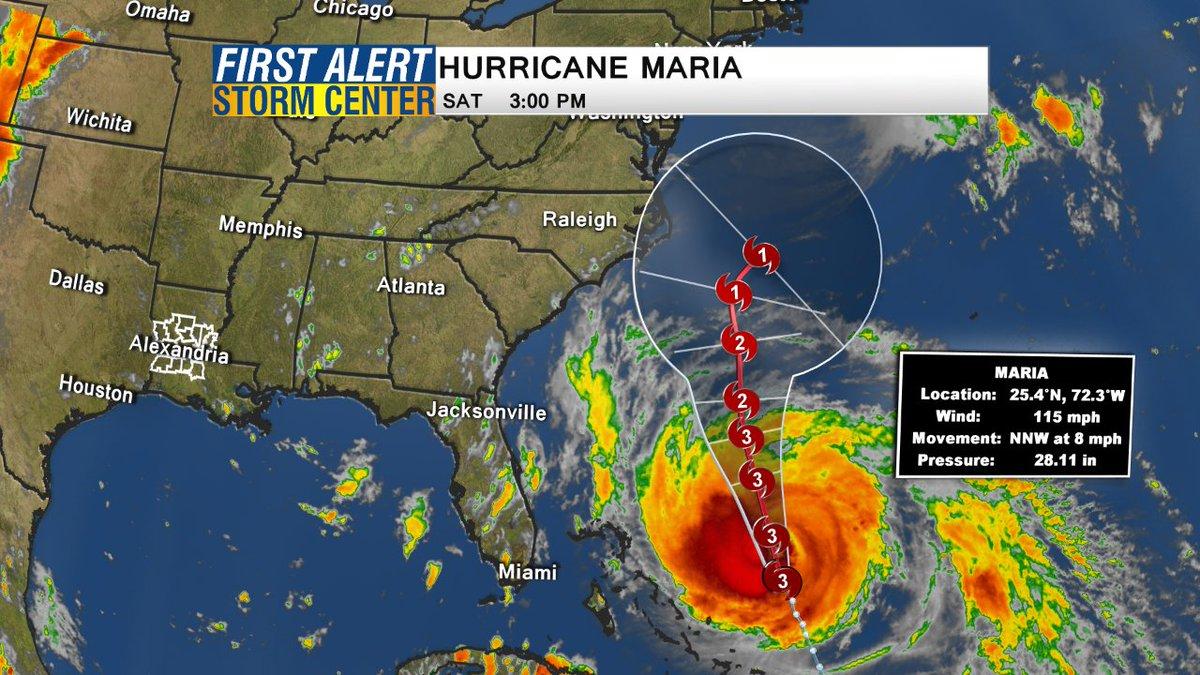 Omaha
Chicago
FIRST ALERT
STORM CENTER
HURRICANE MARIA
SAT 3:00 PM
New York
Washington
Wichita
Memphis
Raleigh
Dallas
Atlanta
Alexandria
Houston
Jacksonville
Miami
1
1
2
2
3
3
3
3
MARIA
Location: 25.4°N, 72.3°W
Wind: 115 mph
Movement: NNW at 8 mph
Pressure: 28.11 in